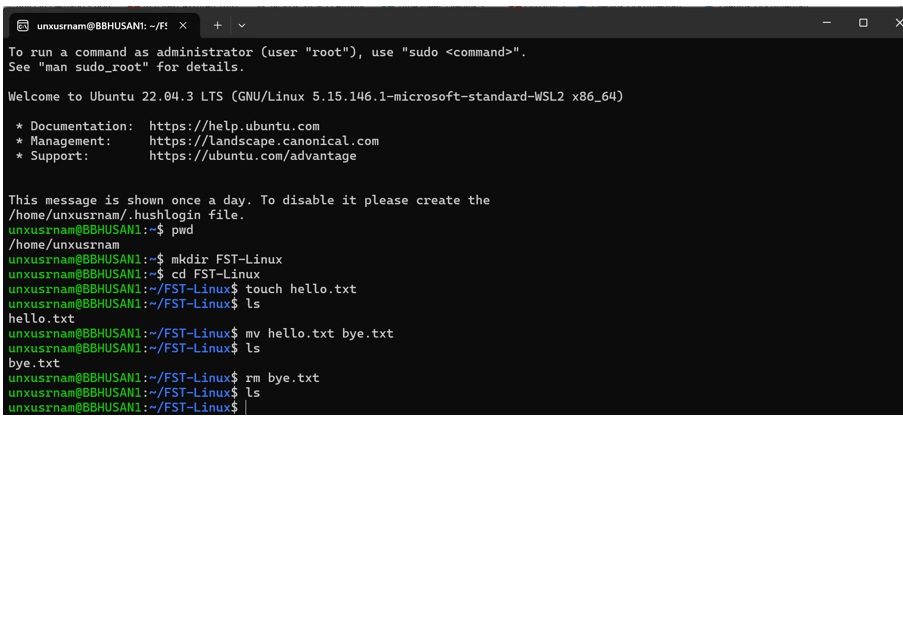 unxusrnam@BBHUSAN1: ~/FS
To run a command as administrator (user "root"), use "sudo <command>".
See "man sudo_root" for details.
Welcome to Ubuntu 22.04.3 LTS (GNU/Linux 5.15.146.1-microsoft-standard-WSL2 x86_64)
* Documentation:  https://help.ubuntu.com
* Management:     https://landscape.canonical.com
* Support:        https://ubuntu.com/advantage
This message is shown once a day. To disable it please create the
/home/unxusrnam/.hushlogin file.
unxusrnam@BBHUSAN1:~$ pwd
/home/unxusrnam
unxusrnam@BBHUSAN1:~$ mkdir FST-Linux
unxusrnam@BBHUSAN1:~$ cd FST-Linux
unxusrnam@BBHUSAN1:~/FST-Linux$ touch hello.txt
unxusrnam@BBHUSAN1:~/FST-Linux$ ls
hello.txt
unxusrnam@BBHUSAN1:~/FST-Linux$ mv hello.txt bye.txt
unxusrnam@BBHUSAN1:~/FST-Linux$ ls
bye.txt
unxusrnam@BBHUSAN1:~/FST-Linux$ rm bye.txt
unxusrnam@BBHUSAN1:~/FST-Linux$ ls
unxusrnam@BBHUSAN1:~/FST-Linux$